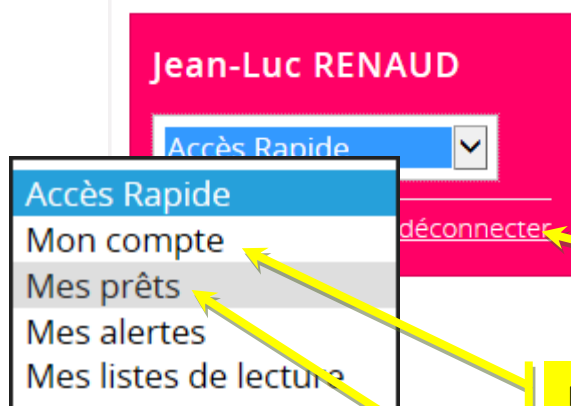 Jean-Luc RENAUD
Accès Rapide
déconnecter
Accès Rapide
Mon compte
Mes prêts
Mes alertes
Mes listes de lecture